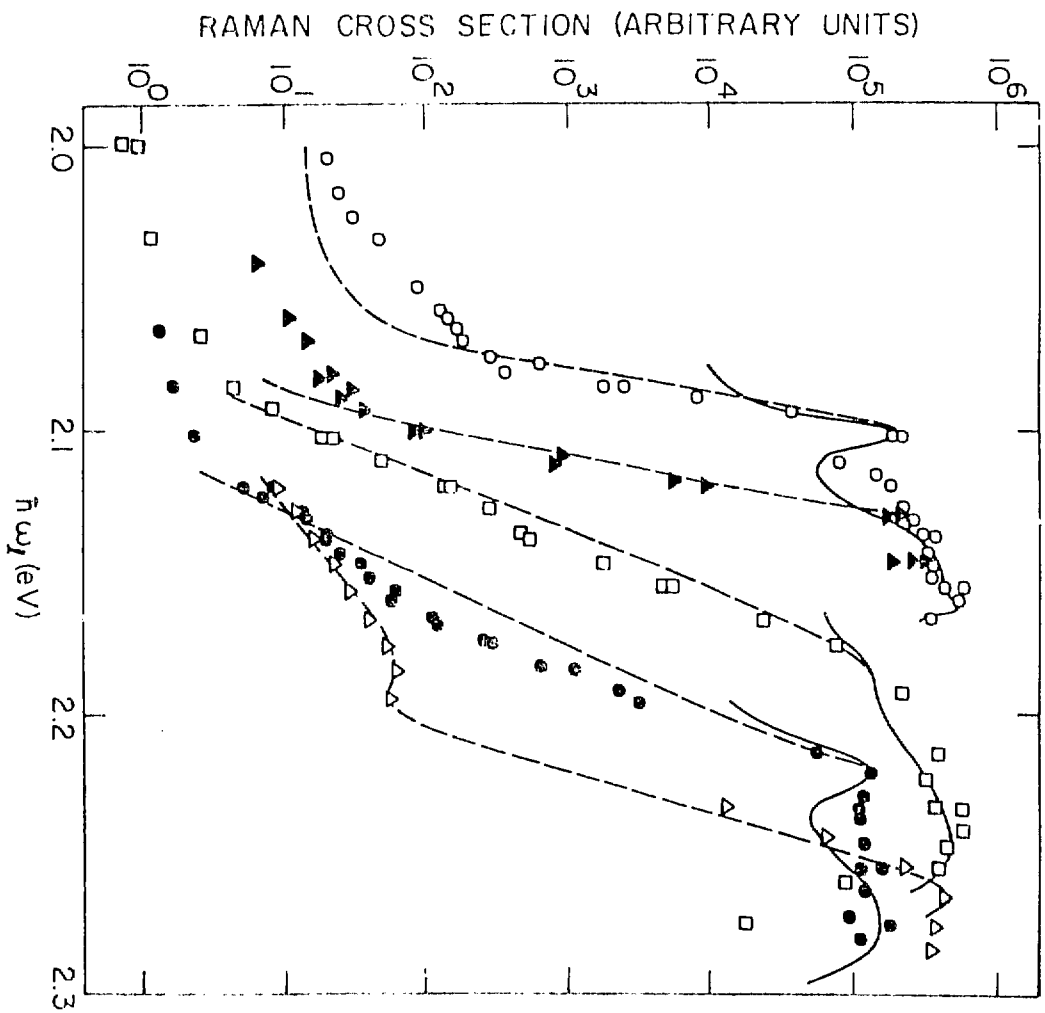 RAMAN CROSS SECTION (ARBITRARY UNITS)
10⁰ 10¹ 10² 10³ 10⁴ 10⁵ 10⁶
2.0
2.1
2.2
2.3
ħωℓ(eV)